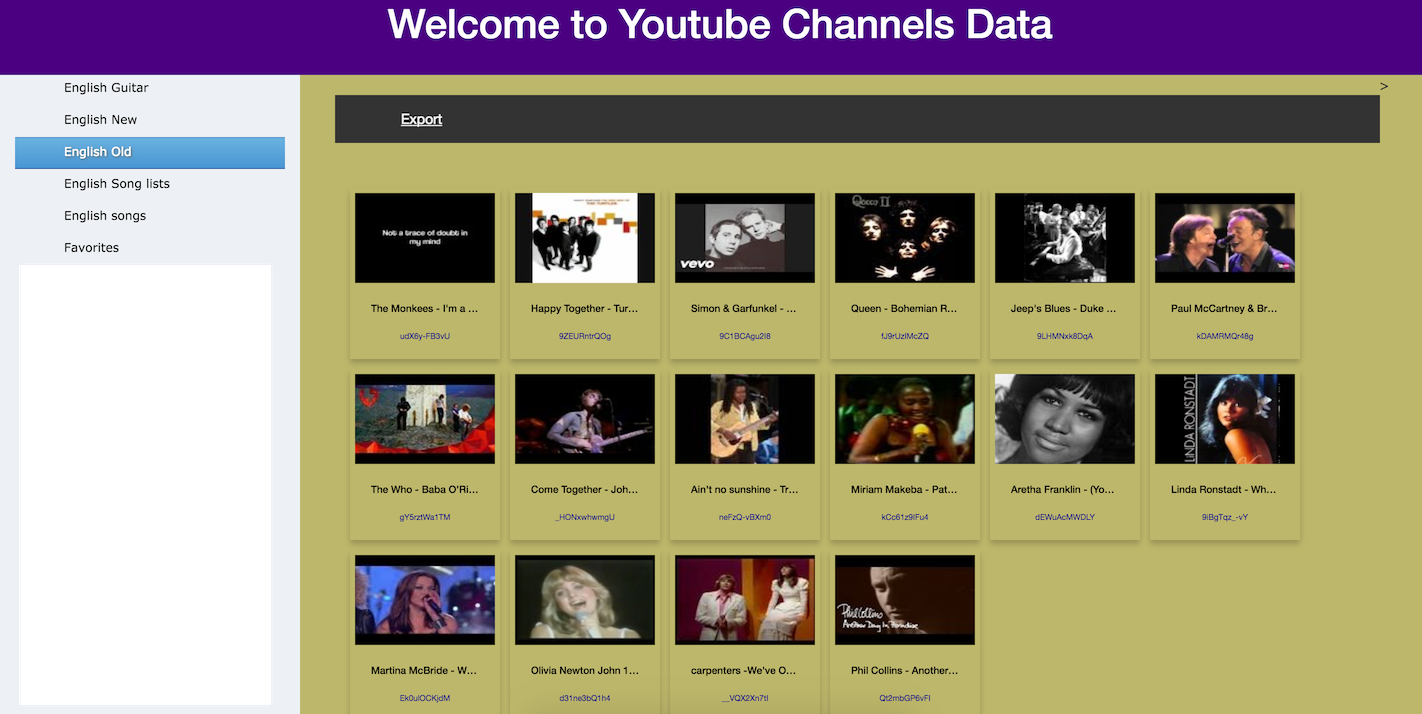 Welcome to Youtube Channels Data
English Guitar
English New
English Old
English Song lists
English songs
Favorites
>
Export
Not a trace of doubt in
my mind
THE TURTLES
vevo
Queen II
The Monkees - I'm a ...
Happy Together - Tur...
Simon & Garfunkel - ...
Queen - Bohemian R...
Jeep's Blues - Duke ...
Paul McCartney & Br...
udX6y-FB3vU
9ZEURntrQOg
9C1BCAgu2I8
fJ9rUzIMcZQ
9LHMNxk8DqA
kDAMRMQr48g
LINDA RONSTADT
The Who - Baba O'Ri...
Come Together - Joh...
Ain't no sunshine - Tr...
Miriam Makeba - Pat...
Aretha Franklin - (Yo...
Linda Ronstadt - Wh...
gY5rztWa1TM
_HONxwhwmgU
neFzQ-vBXm0
kCc61z9IFu4
dEWuAcMWDLY
9iBgTqz_-vY
Phil Collins
Another Day In Paradise
Martina McBride - W...
Olivia Newton John 1...
carpenters -We've O...
Phil Collins - Another...
Ek0ulOCKjdM
d31ne3bQ1h4
__VQX2Xn7tI
Qt2mbGP6vFI